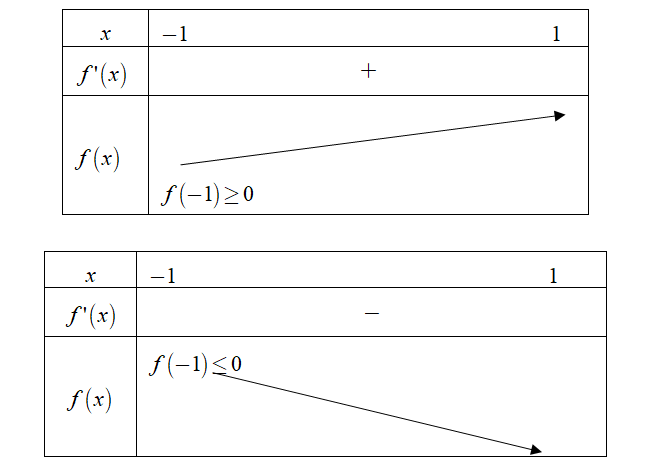 x −1 1
f'(x) +
f(x)
f(−1)≥0
x −1 1
f'(x) −
f(−1)≤0
f(x)